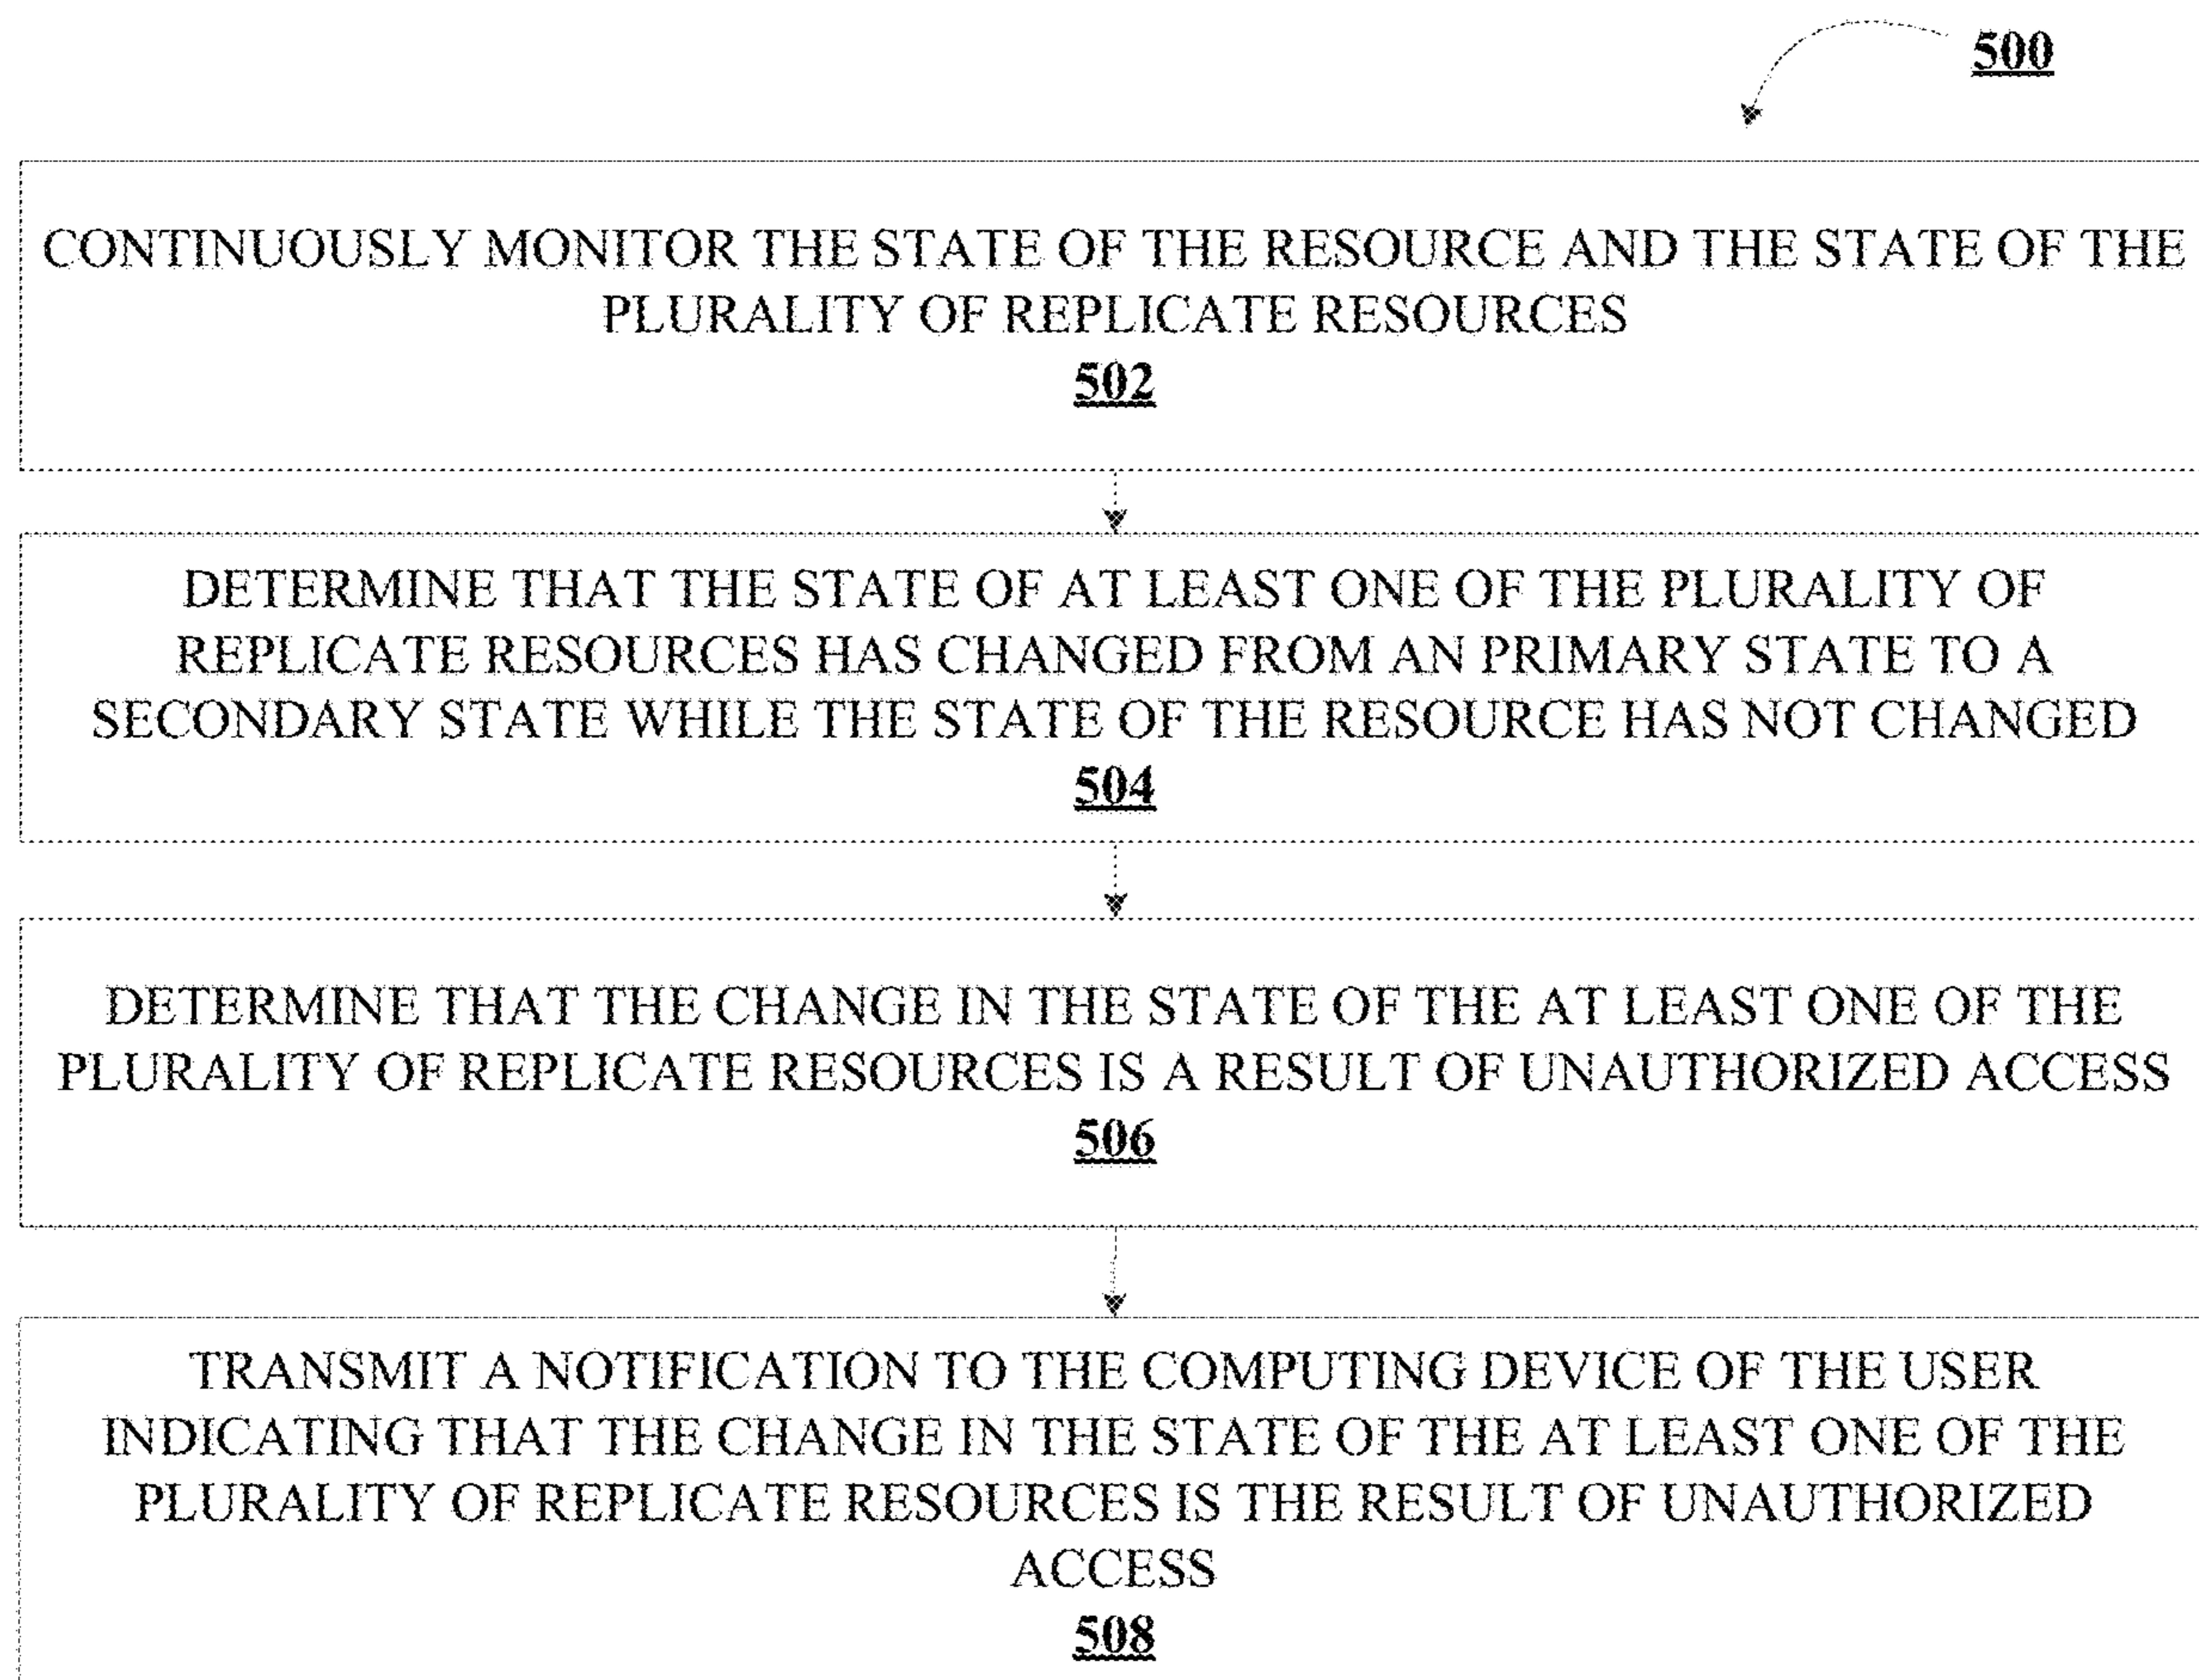 500
CONTINUOUSLY MONITOR THE STATE OF THE RESOURCE AND THE STATE OF THE
PLURALITY OF REPLICATE RESOURCES
502
DETERMINE THAT THE STATE OF AT LEAST ONE OF THE PLURALITY OF
REPLICATE RESOURCES HAS CHANGED FROM AN PRIMARY STATE TO A
SECONDARY STATE WHILE THE STATE OF THE RESOURCE HAS NOT CHANGED
504
DETERMINE THAT THE CHANGE IN THE STATE OF THE AT LEAST ONE OF THE
PLURALITY OF REPLICATE RESOURCES IS A RESULT OF UNAUTHORIZED ACCESS
506
TRANSMIT A NOTIFICATION TO THE COMPUTING DEVICE OF THE USER
INDICATING THAT THE CHANGE IN THE STATE OF THE AT LEAST ONE OF THE
PLURALITY OF REPLICATE RESOURCES IS THE RESULT OF UNAUTHORIZED
ACCESS
508